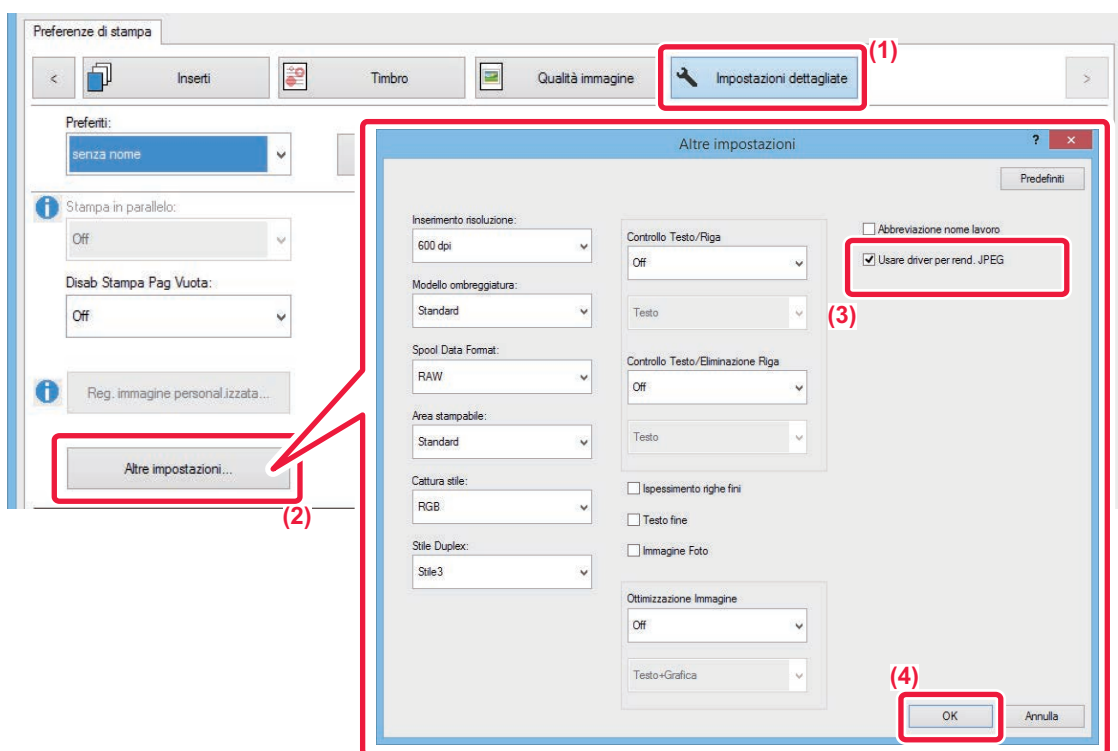 Preferenze di stampa
(1)
<
Inserti
Timbro
Qualità immagine
Impostazioni dettagliate
>
Preferiti:
senza nome
Stampa in parallelo:
Off
Disab Stampa Pag Vuota:
Off
Reg. immagine personal.izzata...
Altre impostazioni...
(2)
Altre impostazioni
?
×
Predefiniti
Inserimento risoluzione:
600 dpi
Modello ombreggiatura:
Standard
Spool Data Format:
RAW
Area stampabile:
Standard
Cattura stile:
RGB
Stile Duplex:
Stile3
Controllo Testo/Riga
Off
Testo
Controllo Testo/Eliminazione Riga
Off
Testo
Ispessimento righe fini
Testo fine
Immagine Foto
Ottimizzazione Immagine
Off
Testo+Grafica
Abbreviazione nome lavoro
Usare driver per rend. JPEG
(3)
(4)
OK
Annulla